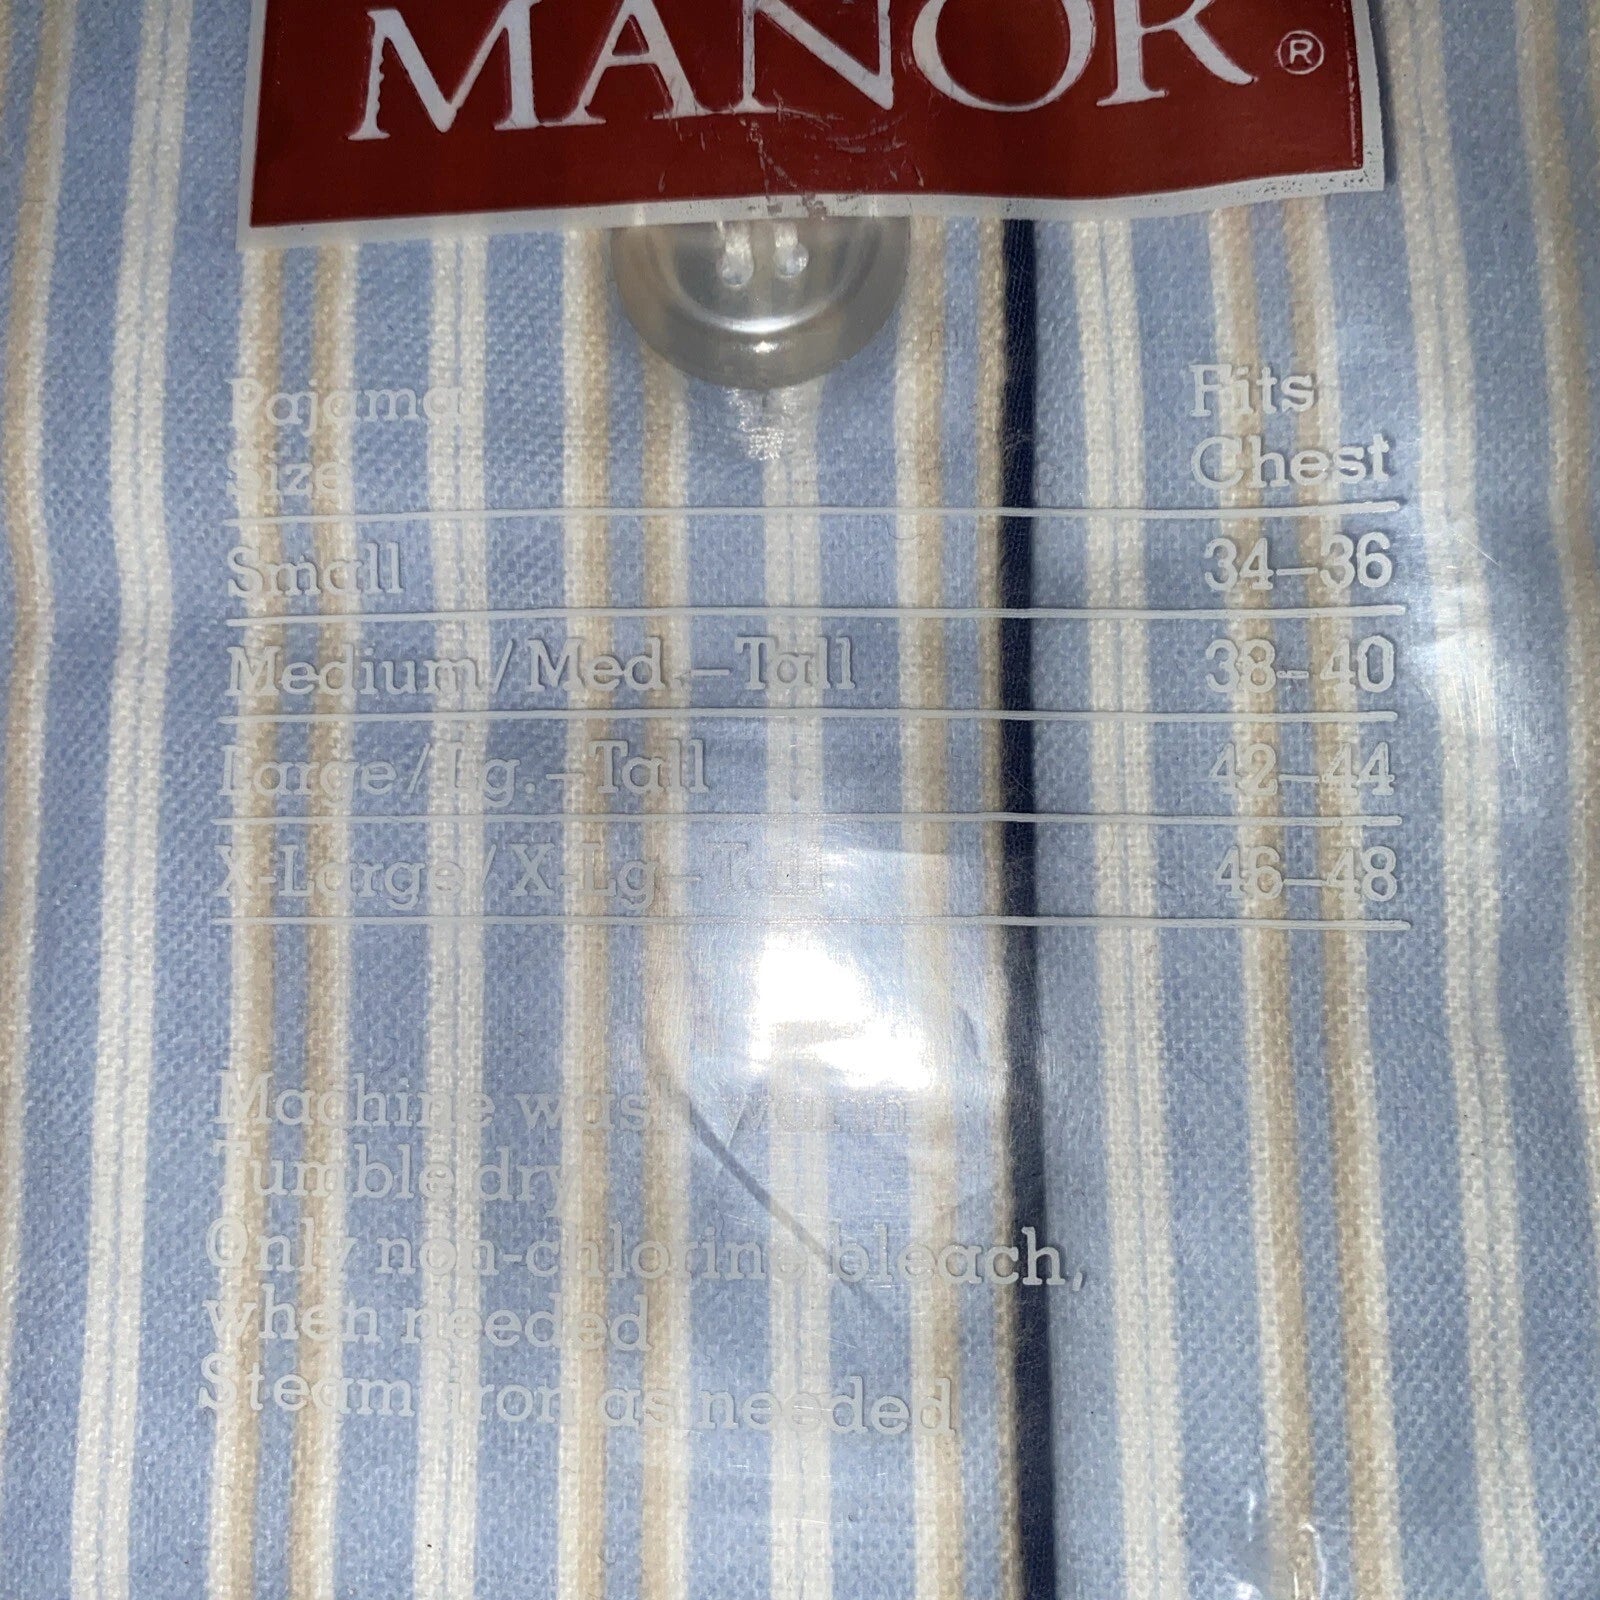 MANOR®
Pajama Size Fits Chest
Small 34–36
Medium/Med.–Tall 38–40
Large/Lg.–Tall 42–44
X-Large/X-Lg–Tall 46–48
Machine wash warm
Tumble dry
Only non-chlorine bleach,
when needed
Steam iron as needed